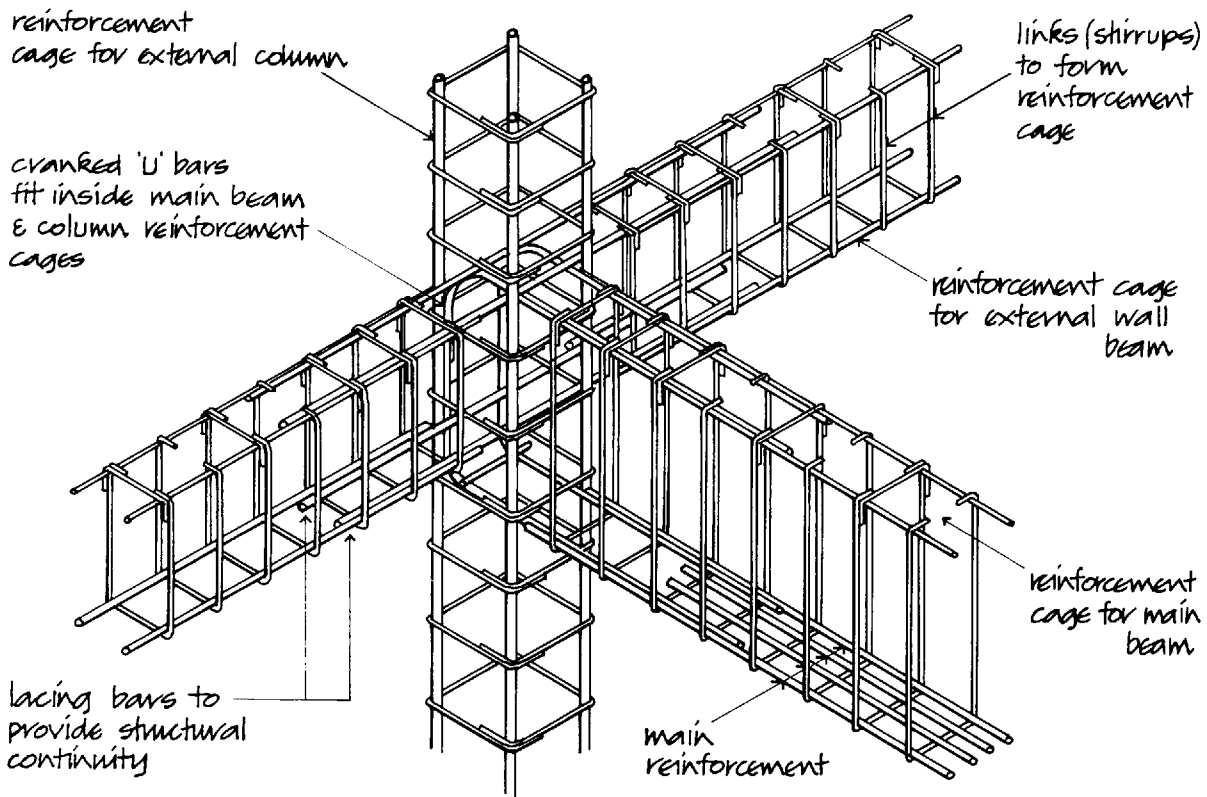 reinforcement
cage for external column
cranked 'U' bars
fit inside main beam
& column reinforcement
cages
links (stirrups)
to form
reinforcement
cage
reinforcement cage
for external wall
beam
reinforcement
cage for main
beam
lacing bars to
provide structural
continuity
main
reinforcement